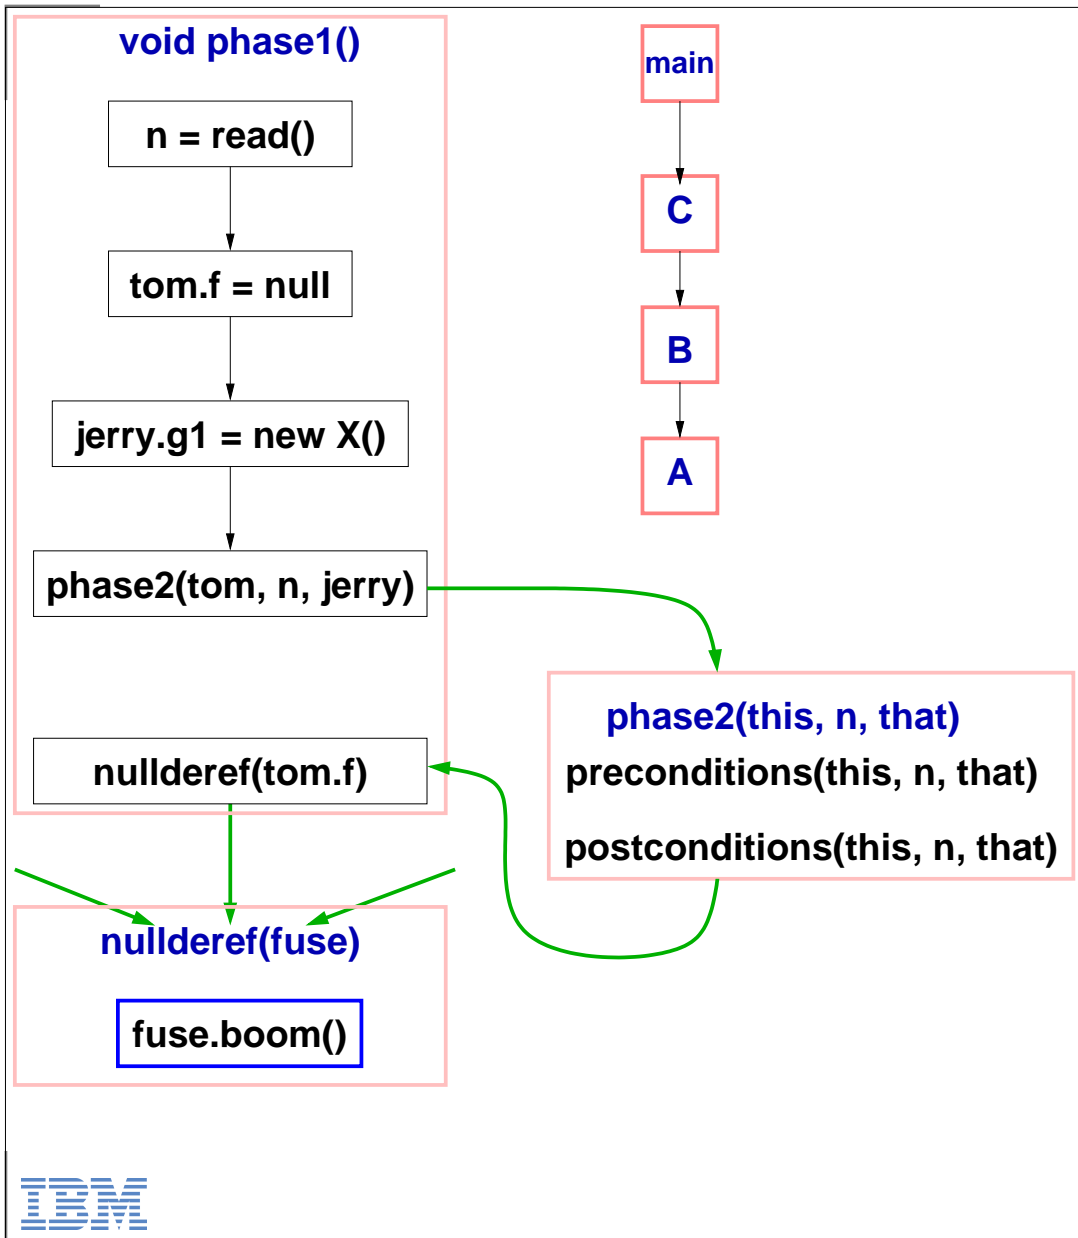 void phase1()
n = read()
tom.f = null
jerry.g1 = new X()
phase2(tom, n, jerry)
nullderef(tom.f)
nullderef(fuse)
fuse.boom()
main
C
B
A
phase2(this, n, that)
preconditions(this, n, that)
postconditions(this, n, that)
IBM